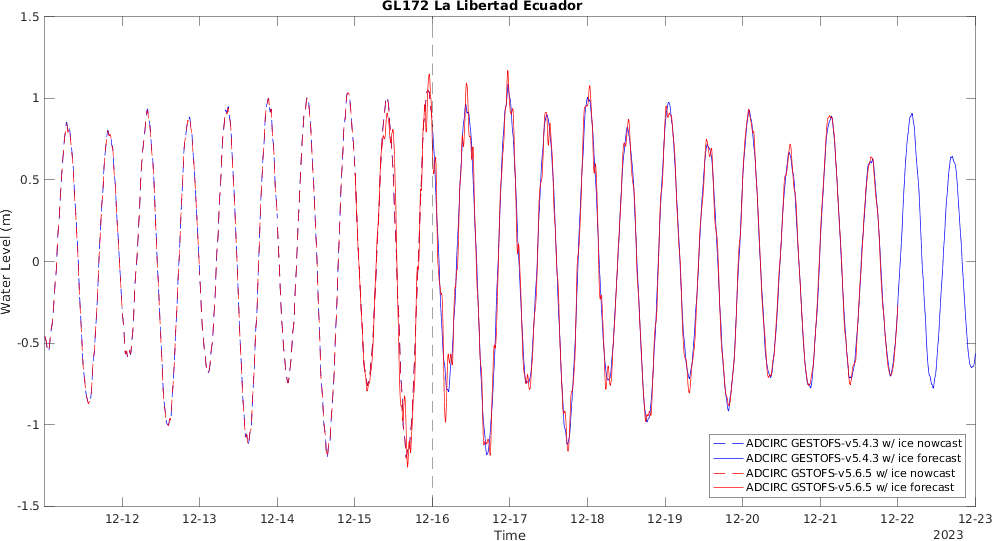 GL172 La Libertad Ecuador
1.5
1
0.5
0
-0.5
-1
-1.5
Water Level (m)
ADCIRC GESTOFS-v5.4.3 w/ ice nowcast
ADCIRC GESTOFS-v5.4.3 w/ ice forecast
ADCIRC GSTOFS-v5.6.5 w/ ice nowcast
ADCIRC GSTOFS-v5.6.5 w/ ice forecast
12-12 12-13 12-14 12-15 12-16 12-17 12-18 12-19 12-20 12-21 12-22 12-23
Time
2023